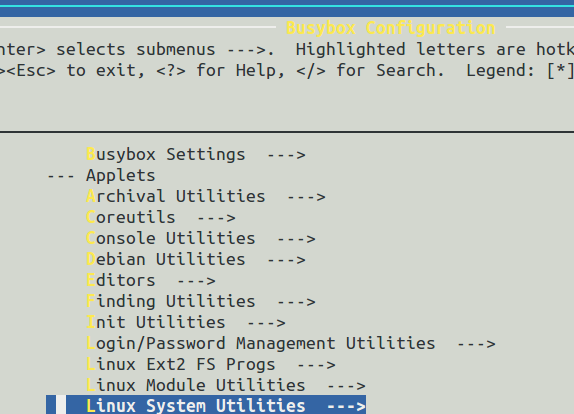 Busybox Configuration
nter> selects submenus --->. Highlighted letters are hotk
><Esc> to exit, <?> for Help, </> for Search. Legend: [*]
Busybox Settings --->
--- Applets
Archival Utilities --->
Coreutils --->
Console Utilities --->
Debian Utilities --->
Editors --->
Finding Utilities --->
Init Utilities --->
Login/Password Management Utilities --->
Linux Ext2 FS Progs --->
Linux Module Utilities --->
Linux System Utilities --->